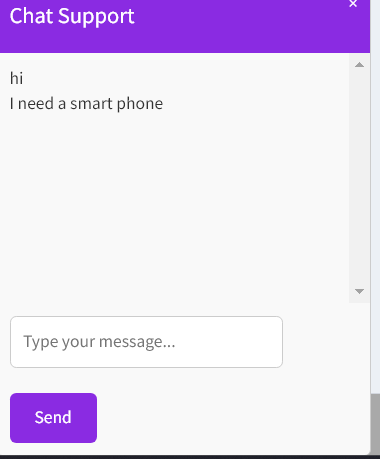 Chat Support
×
hi
I need a smart phone
Type your message...
Send